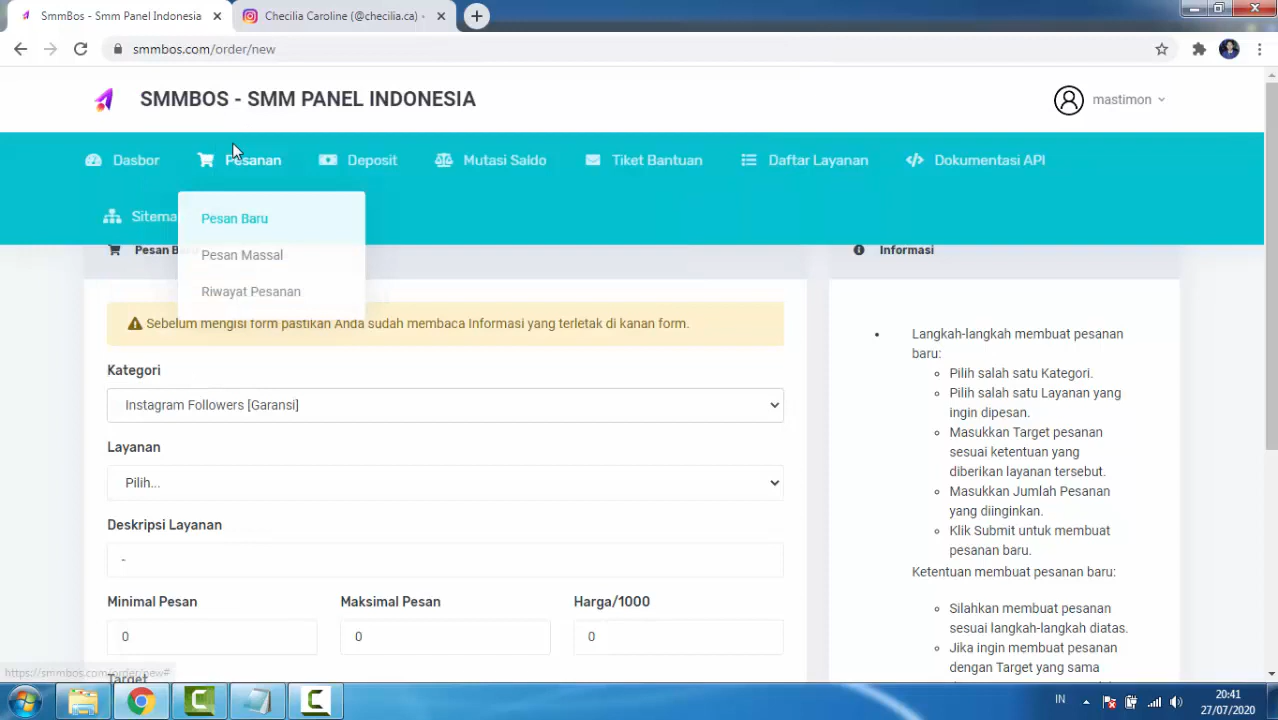 SmmBos - Smm Panel Indonesia
Checilia Caroline (@checilia.ca) ·
smmbos.com/order/new
SMMBOS - SMM PANEL INDONESIA
mastimon
Dasbor
Pesanan
Deposit
Mutasi Saldo
Tiket Bantuan
Daftar Layanan
Dokumentasi API
Sitema
Pesan Baru
Pesan Massal
Riwayat Pesanan
Pesan B
Informasi
Sebelum mengisi form pastikan Anda sudah membaca Informasi yang terletak di kanan form.
Kategori
Instagram Followers [Garansi]
Layanan
Pilih...
Deskripsi Layanan
-
Minimal Pesan
Maksimal Pesan
Harga/1000
0
0
0
Target
Langkah-langkah membuat pesanan
baru:
Pilih salah satu Kategori.
Pilih salah satu Layanan yang
ingin dipesan.
Masukkan Target pesanan
sesuai ketentuan yang
diberikan layanan tersebut.
Masukkan Jumlah Pesanan
yang diinginkan.
Klik Submit untuk membuat
pesanan baru.
Ketentuan membuat pesanan baru:
Silahkan membuat pesanan
sesuai langkah-langkah diatas.
Jika ingin membuat pesanan
dengan Target yang sama
https://smmbos.com/order/new#
IN
20:41
27/07/2020